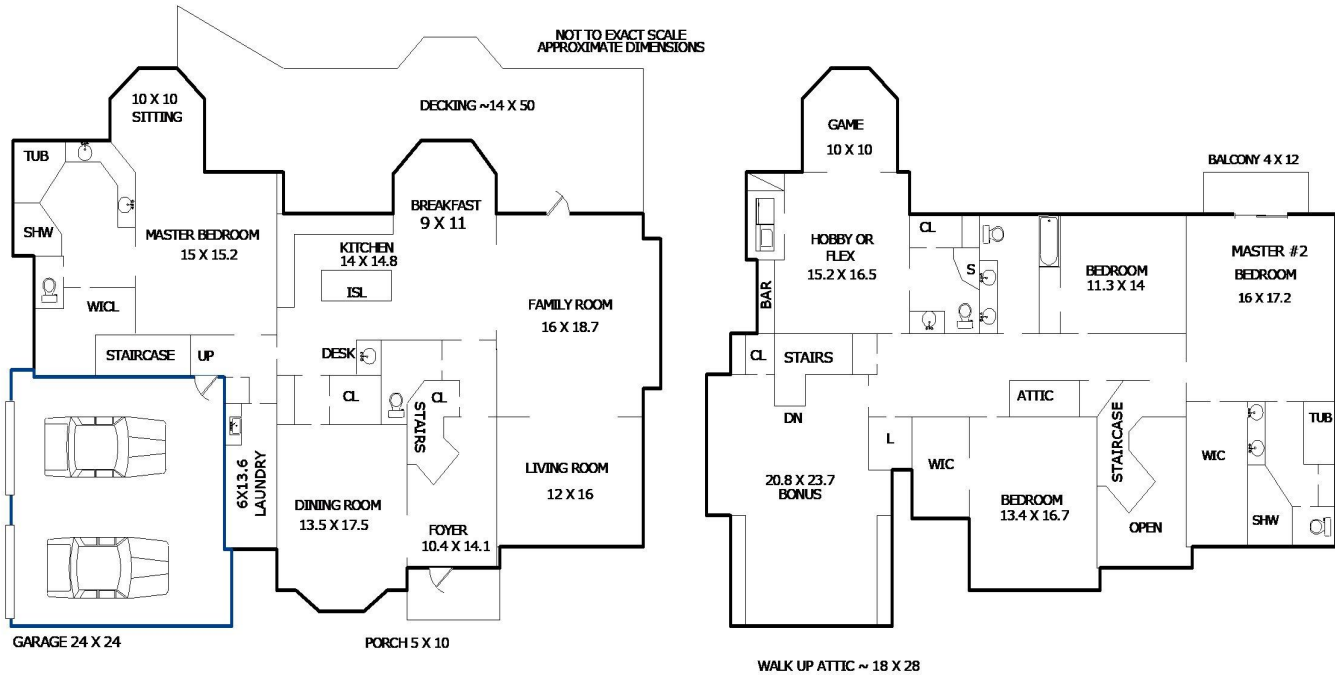 NOT TO EXACT SCALE
APPROXIMATE DIMENSIONS
10 X 10
SITTING
DECKING ~14 X 50
TUB
SHW
MASTER BEDROOM
15 X 15.2
WICL
BREAKFAST
9 X 11
KITCHEN
14 X 14.8
ISL
FAMILY ROOM
16 X 18.7
STAIRCASE
UP
DESK
CL
CL
STAIRS
6X13.6
LAUNDRY
DINING ROOM
13.5 X 17.5
LIVING ROOM
12 X 16
FOYER
10.4 X 14.1
GARAGE 24 X 24
PORCH 5 X 10
GAME
10 X 10
BALCONY 4 X 12
HOBBY OR
FLEX
15.2 X 16.5
BAR
CL
S
BEDROOM
11.3 X 14
MASTER #2
BEDROOM
16 X 17.2
CL
STAIRS
DN
ATTIC
STAIRCASE
L
WIC
20.8 X 23.7
BONUS
BEDROOM
13.4 X 16.7
OPEN
WIC
TUB
SHW
WALK UP ATTIC ~ 18 X 28